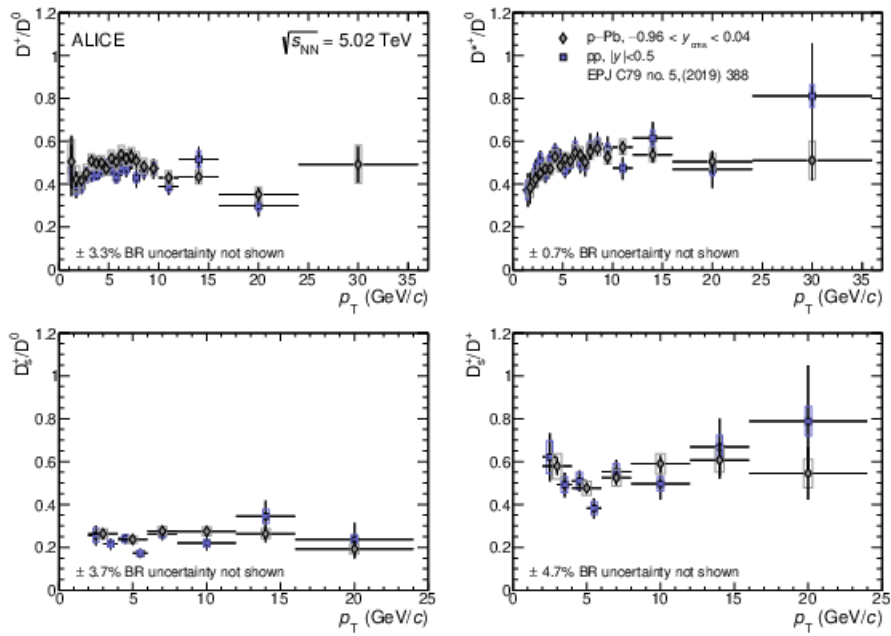 D⁺/D⁰
ALICE
√s_NN = 5.02 TeV
1.2
1
0.8
0.6
0.4
0.2
0
± 3.3% BR uncertainty not shown
0 5 10 15 20 25 30 35
p_T (GeV/c)
D*⁺/D⁰
p−Pb, −0.96 < y_cms < 0.04
pp, |y|<0.5
EPJ C79 no. 5,(2019) 388
1.2
1
0.8
0.6
0.4
0.2
0
± 0.7% BR uncertainty not shown
0 5 10 15 20 25 30 35
p_T (GeV/c)
D_s⁺/D⁰
1.2
1
0.8
0.6
0.4
0.2
0
± 3.7% BR uncertainty not shown
0 5 10 15 20 25
p_T (GeV/c)
D_s⁺/D⁺
1.2
1
0.8
0.6
0.4
0.2
0
± 4.7% BR uncertainty not shown
0 5 10 15 20 25
p_T (GeV/c)